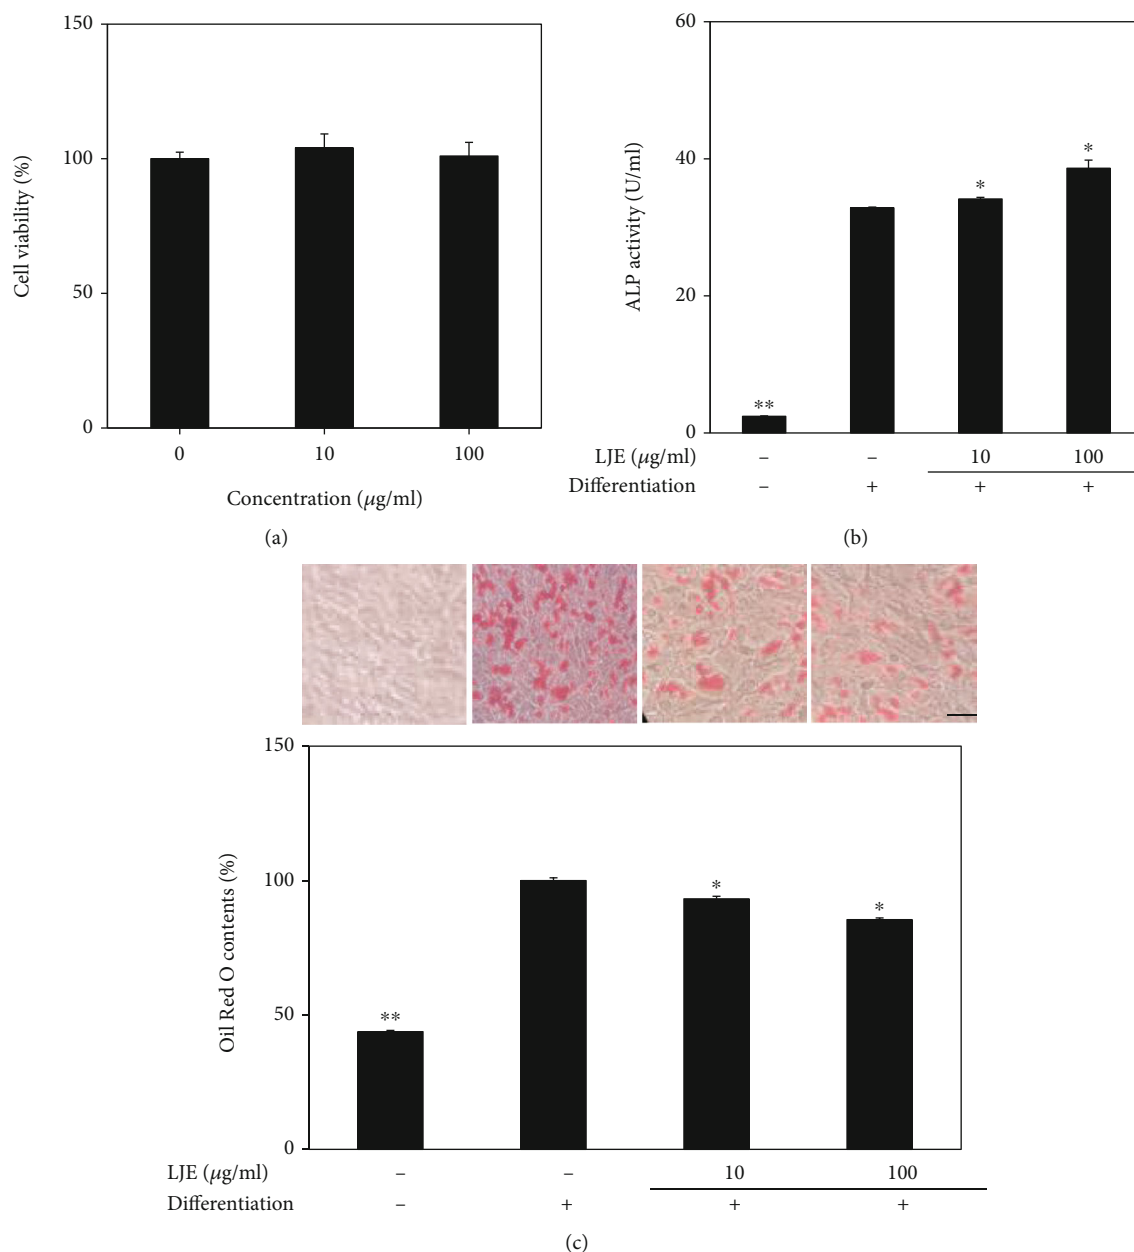 150
100
50
0
Cell viability (%)
0 10 100
Concentration (μg/ml)
(a)
60
40
20
0
ALP activity (U/ml)
** * *
LJE (μg/ml) – – 10 100
Differentiation – + + +
(b)
150
100
50
0
Oil Red O contents (%)
** * *
LJE (μg/ml) – – 10 100
Differentiation – + + +
(c)